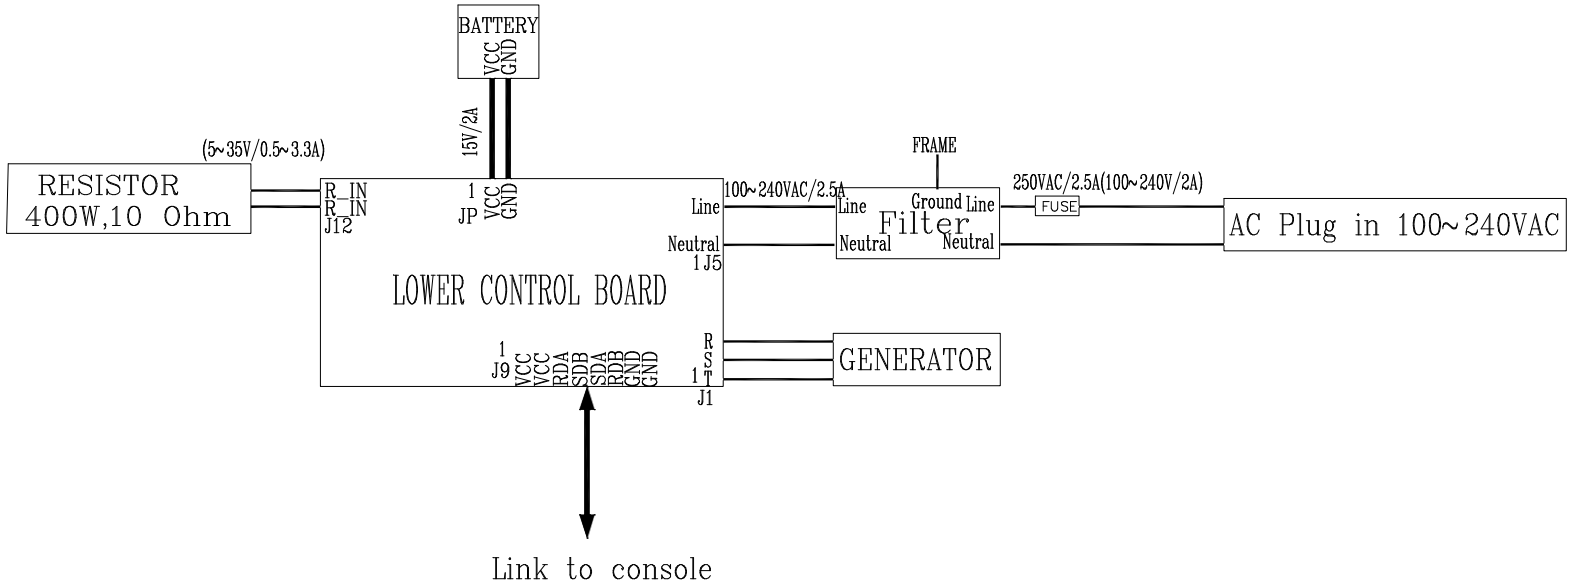 BATTERY
VCC
GND
15V/2A
(5~35V/0.5~3.3A)
RESISTOR
400W,10 Ohm
R_IN
R_IN
J12
1
JP
VCC
GND
Line
Neutral
1 J5
100~240VAC/2.5A
FRAME
Ground
Line
Line
Filter
Neutral
Neutral
250VAC/2.5A(100~240V/2A)
FUSE
AC Plug in 100~240VAC
LOWER CONTROL BOARD
1
J9
VCC
VCC
RDA
SDB
SDA
RDB
GND
GND
R
S
1 T
J1
GENERATOR
Link to console